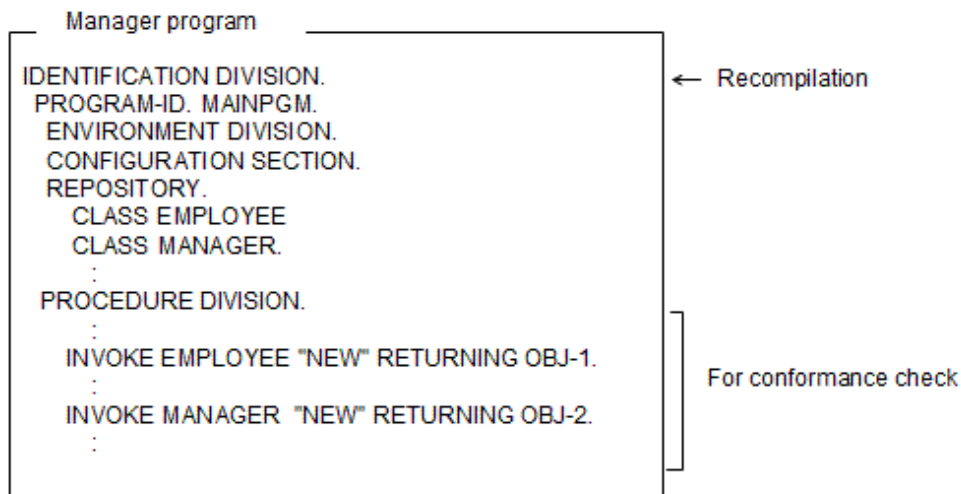 Manager program
IDENTIFICATION DIVISION.
← Recompilation
PROGRAM-ID. MAINPGM.
ENVIRONMENT DIVISION.
CONFIGURATION SECTION.
REPOSITORY.
CLASS EMPLOYEE
CLASS MANAGER.
:
PROCEDURE DIVISION.
:
INVOKE EMPLOYEE "NEW" RETURNING OBJ-1.
:
For conformance check
INVOKE MANAGER "NEW" RETURNING OBJ-2.
: